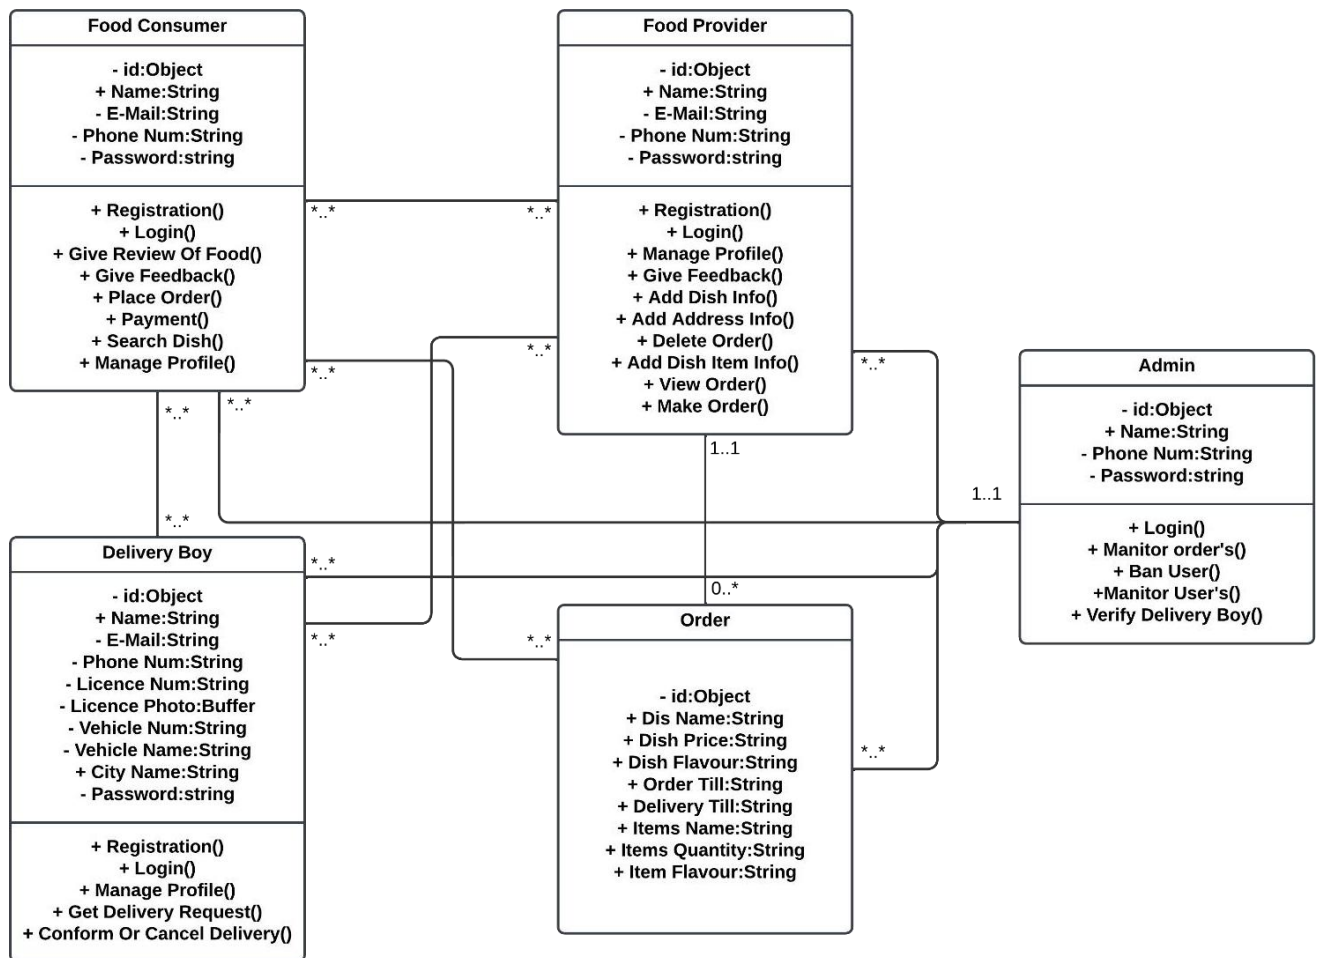 Food Consumer
- id:Object
+ Name:String
- E-Mail:String
- Phone Num:String
- Password:string
+ Registration()
+ Login()
+ Give Review Of Food()
+ Give Feedback()
+ Place Order()
+ Payment()
+ Search Dish()
+ Manage Profile()
*..*
*..*
*..*
*..*
Food Provider
- id:Object
+ Name:String
- E-Mail:String
- Phone Num:String
- Password:string
+ Registration()
+ Login()
+ Manage Profile()
+ Give Feedback()
+ Add Dish Info()
+ Add Address Info()
+ Delete Order()
+ Add Dish Item Info()
+ View Order()
+ Make Order()
*..*
*..*
*..*
1..1
Admin
- id:Object
+ Name:String
- Phone Num:String
- Password:string
+ Login()
+ Manitor order's()
+ Ban User()
+Manitor User's()
+ Verify Delivery Boy()
1..1
Delivery Boy
- id:Object
+ Name:String
- E-Mail:String
- Phone Num:String
- Licence Num:String
- Licence Photo:Buffer
- Vehicle Num:String
- Vehicle Name:String
+ City Name:String
- Password:string
+ Registration()
+ Login()
+ Manage Profile()
+ Get Delivery Request()
+ Conform Or Cancel Delivery()
*..*
*..*
*..*
Order
- id:Object
+ Dis Name:String
+ Dish Price:String
+ Dish Flavour:String
+ Order Till:String
+ Delivery Till:String
+ Items Name:String
+ Items Quantity:String
+ Item Flavour:String
0..*
*..*
*..*